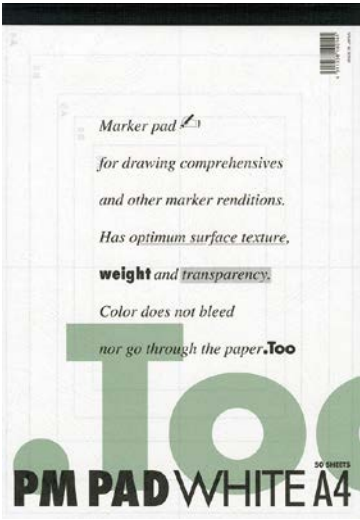 Marker pad
for drawing comprehensives
and other marker renditions.
Has optimum surface texture,
weight and transparency.
Color does not bleed
nor go through the paper.Too
.Too
50 SHEETS
PM PAD WHITE A4